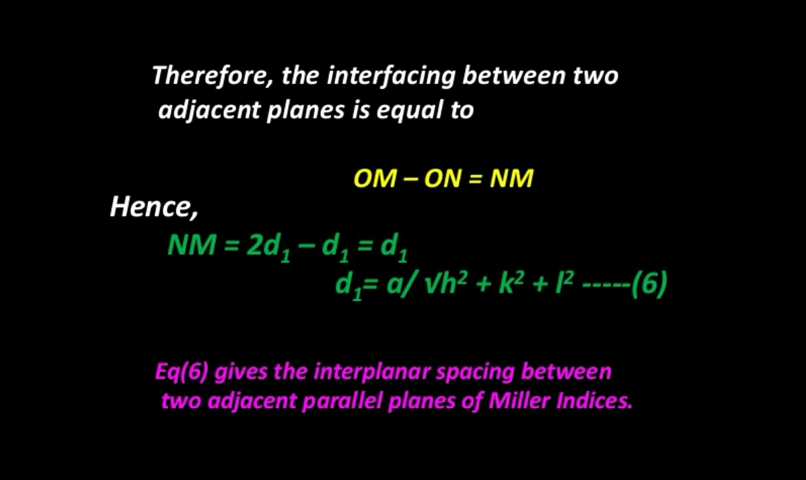 Therefore, the interfacing between two
adjacent planes is equal to
OM – ON = NM
Hence,
NM = 2d₁ – d₁ = d₁
d₁= a/ √h² + k² + l² -----(6)
Eq(6) gives the interplanar spacing between
two adjacent parallel planes of Miller Indices.